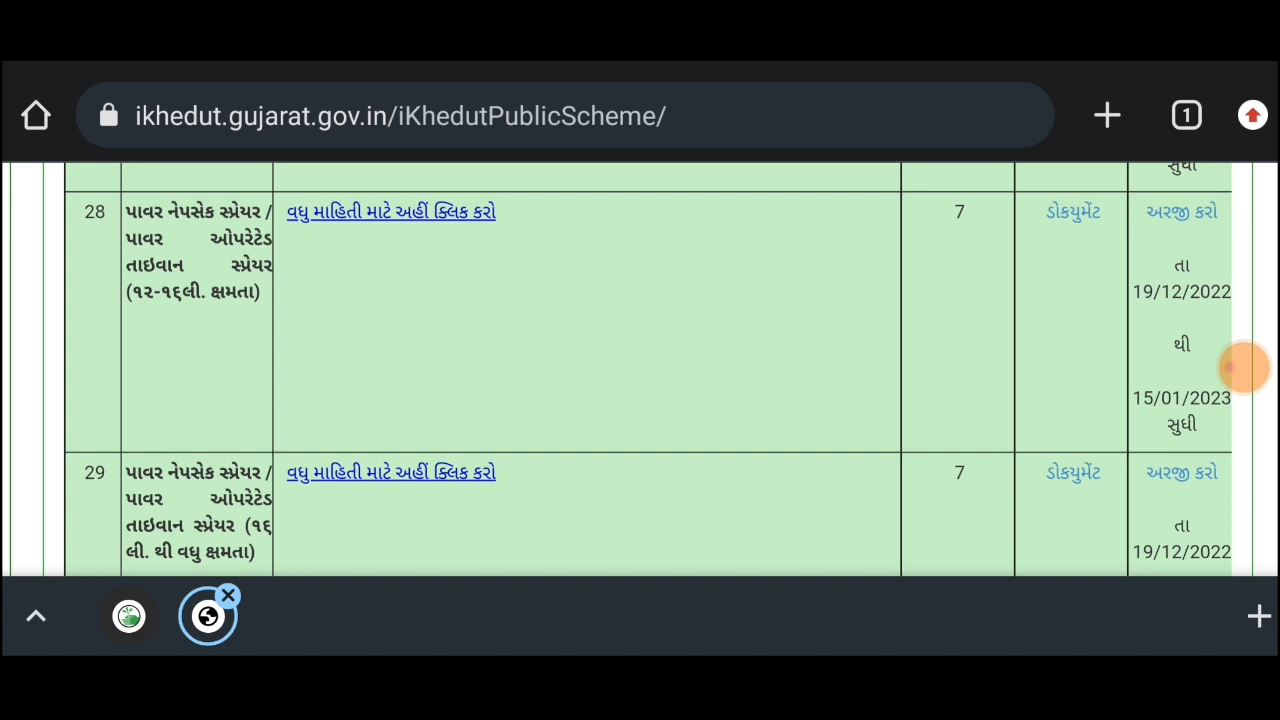 ikhedut.gujarat.gov.in/iKhedutPublicScheme/
1
સુધી
28
પાવર નેપસેક સ્પ્રેયર /
પાવર ઓપરેટેડ
તાઇવાન સ્પ્રેયર
(૧૨-૧૬લી. ક્ષમતા)
વધુ માહિતી માટે અહીં ક્લિક કરો
7
ડોકયુમેંટ
અરજી કરો
તા
19/12/2022
થી
15/01/2023
સુધી
29
પાવર નેપસેક સ્પ્રેયર /
પાવર ઓપરેટેડ
તાઇવાન સ્પ્રેયર (૧૬
લી. થી વધુ ક્ષમતા)
વધુ માહિતી માટે અહીં ક્લિક કરો
7
ડોકયુમેંટ
અરજી કરો
તા
19/12/2022